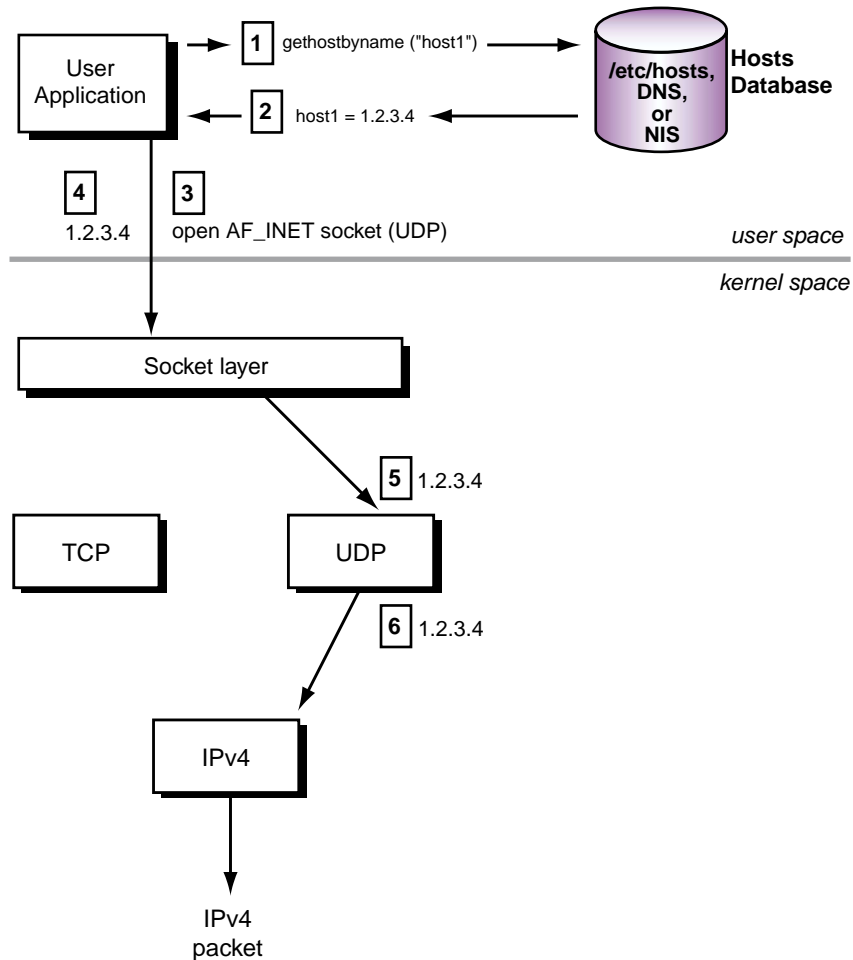 1
gethostbyname ("host1")
User
Application
/etc/hosts,
DNS,
or
NIS
Hosts
Database
2
host1 = 1.2.3.4
4
3
1.2.3.4
open AF_INET socket (UDP)
user space
kernel space
Socket layer
5
1.2.3.4
TCP
UDP
6
1.2.3.4
IPv4
IPv4
packet